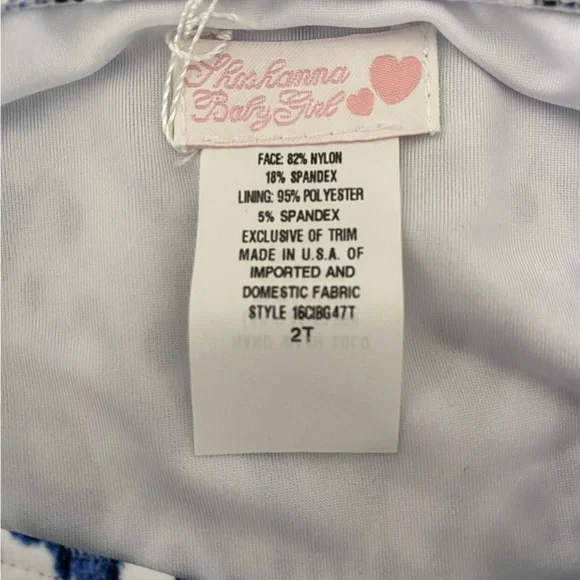 Baby Girl
FACE: 82% NYLON
18% SPANDEX
LINING: 95% POLYESTER
5% SPANDEX
EXCLUSIVE OF TRIM
MADE IN U.S.A. OF
IMPORTED AND
DOMESTIC FABRIC
STYLE 16CIBG47T
2T